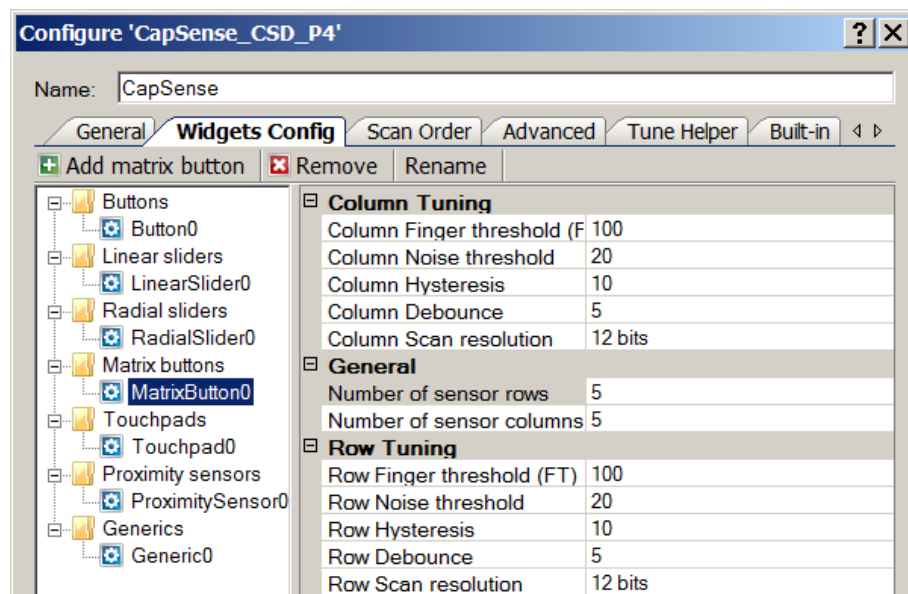 Configure 'CapSense_CSD_P4'
Name: CapSense
General Widgets Config Scan Order Advanced Tune Helper Built-in
Add matrix button Remove Rename
Buttons
Button0
Linear sliders
LinearSlider0
Radial sliders
RadialSlider0
Matrix buttons
MatrixButton0
Touchpads
Touchpad0
Proximity sensors
ProximitySensor0
Generics
Generic0
Column Tuning
Column Finger threshold (F 100
Column Noise threshold 20
Column Hysteresis 10
Column Debounce 5
Column Scan resolution 12 bits
General
Number of sensor rows 5
Number of sensor columns 5
Row Tuning
Row Finger threshold (FT) 100
Row Noise threshold 20
Row Hysteresis 10
Row Debounce 5
Row Scan resolution 12 bits